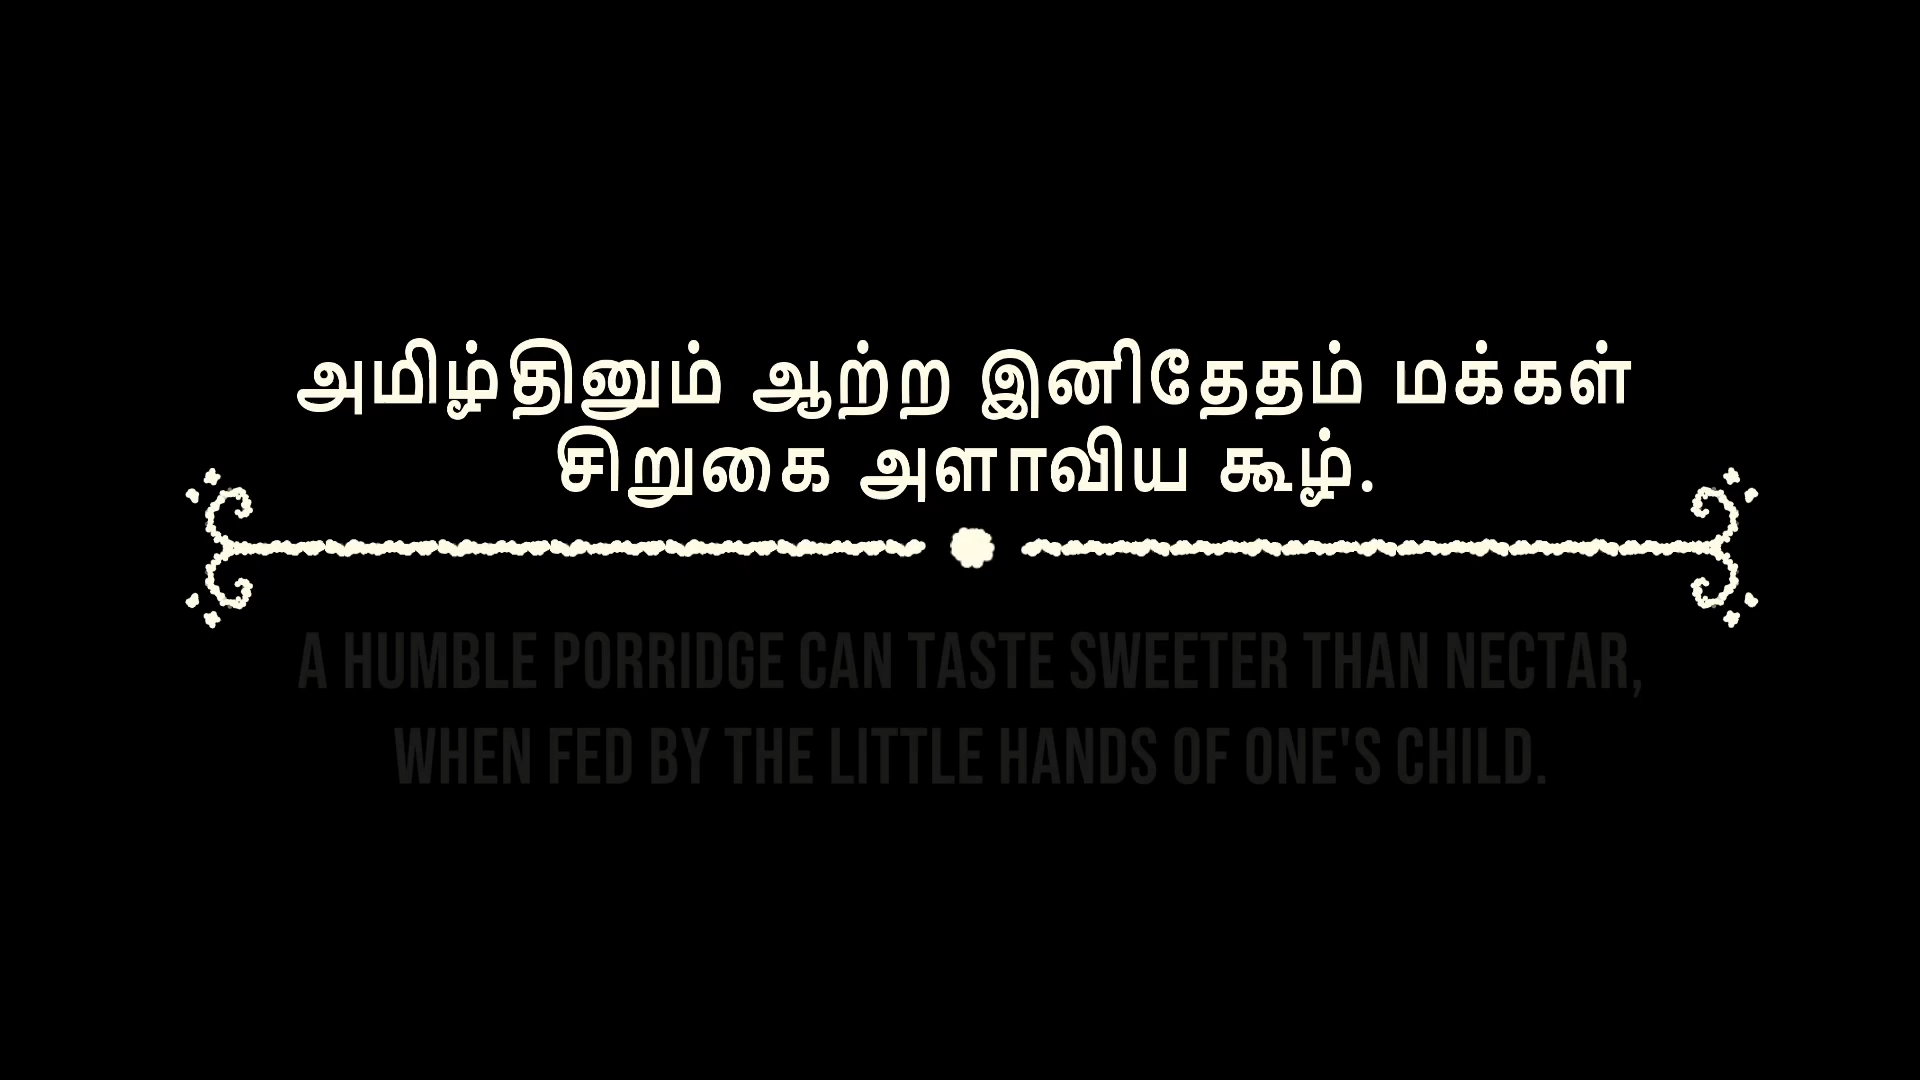 அமிழ்தினும் ஆற்ற இனிதேதம் மக்கள்
சிறுகை அளாவிய கூழ்.
A HUMBLE PORRIDGE CAN TASTE SWEETER THAN NECTAR,
WHEN FED BY THE LITTLE HANDS OF ONE'S CHILD.